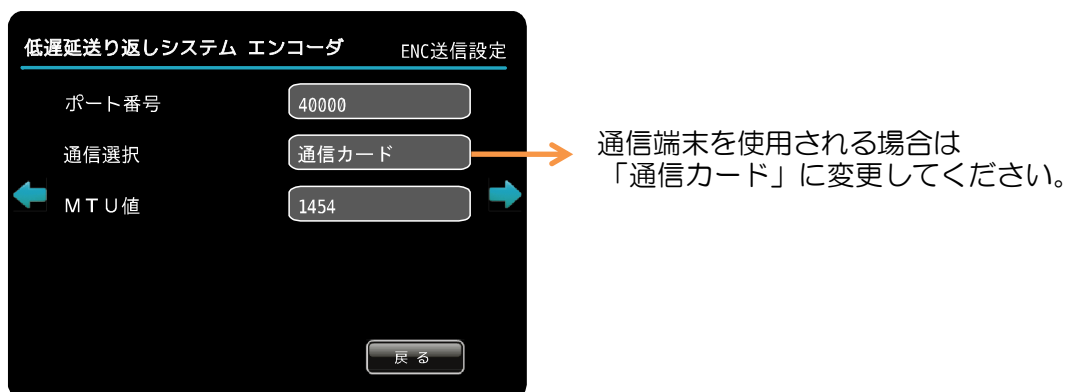 低遅延送り返しシステム エンコーダ ENC送信設定
ポート番号 40000
通信選択 通信カード
MTU値 1454
戻る
通信端末を使用される場合は
「通信カード」に変更してください。